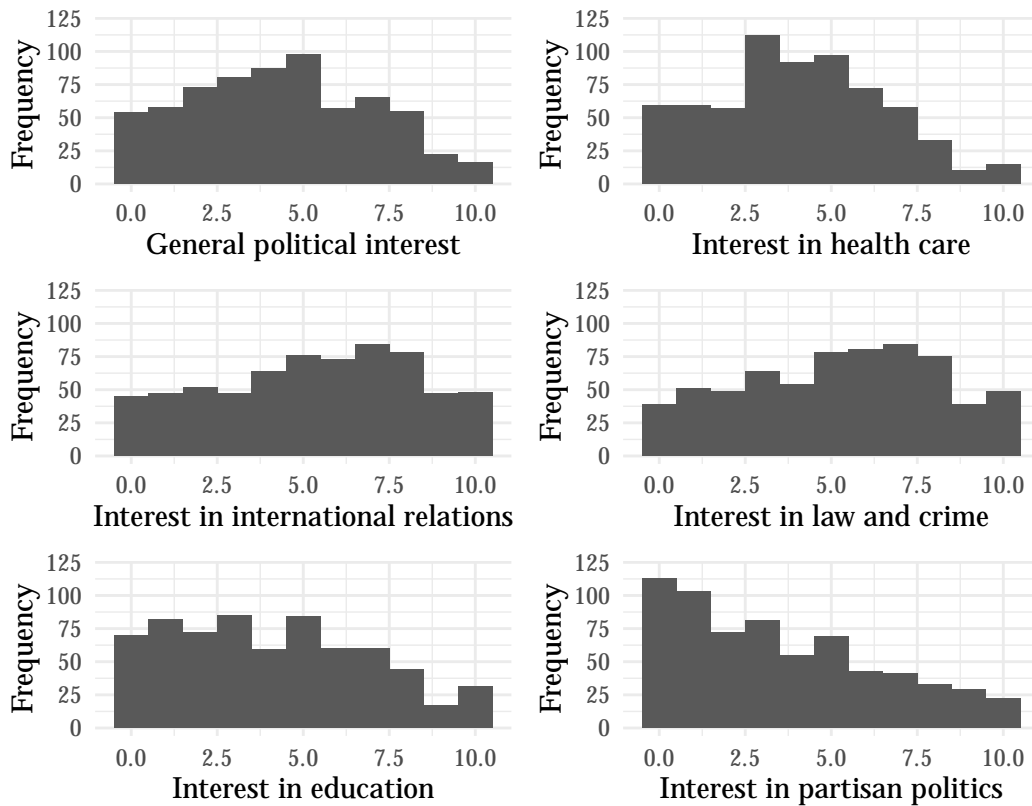 Frequency
125
100
75
50
25
0
0.0 2.5 5.0 7.5 10.0
General political interest
Frequency
125
100
75
50
25
0
0.0 2.5 5.0 7.5 10.0
Interest in health care
Frequency
125
100
75
50
25
0
0.0 2.5 5.0 7.5 10.0
Interest in international relations
Frequency
125
100
75
50
25
0
0.0 2.5 5.0 7.5 10.0
Interest in law and crime
Frequency
125
100
75
50
25
0
0.0 2.5 5.0 7.5 10.0
Interest in education
Frequency
125
100
75
50
25
0
0.0 2.5 5.0 7.5 10.0
Interest in partisan politics